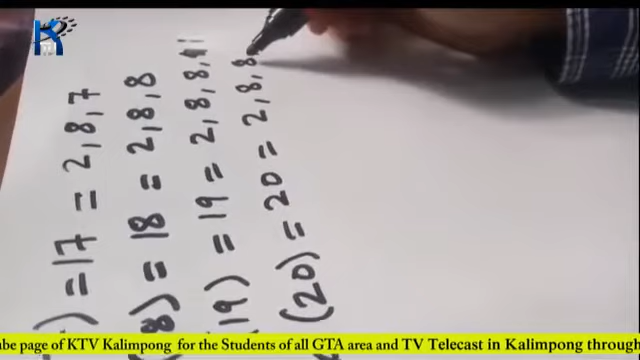 ) = 17 = 2,8,7
8) = 18 = 2,8,8
(19) = 19 = 2,8,8,1
(20) = 20 = 2,8,8
K
be page of KTV Kalimpong for the Students of all GTA area and TV Telecast in Kalimpong through